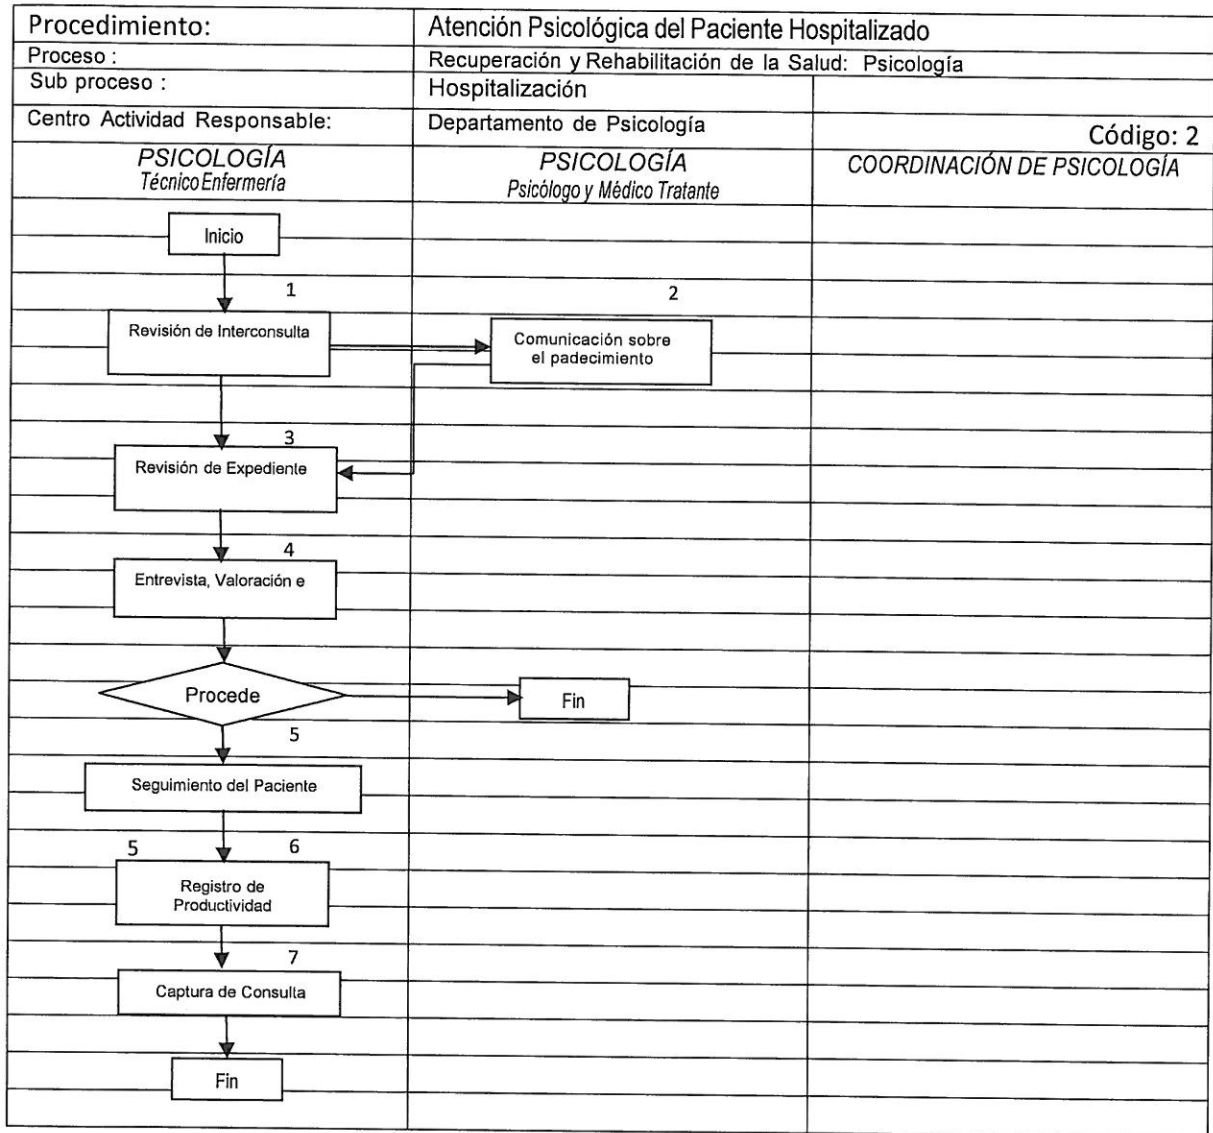 Procedimiento:
Atención Psicológica del Paciente Hospitalizado
Proceso :
Recuperación y Rehabilitación de la Salud: Psicología
Sub proceso :
Hospitalización
Centro Actividad Responsable:
Departamento de Psicología
Código: 2
PSICOLOGÍA
Técnico Enfermería
PSICOLOGÍA
Psicólogo y Médico Tratante
COORDINACIÓN DE PSICOLOGÍA
Inicio
1
2
Revisión de Interconsulta
Comunicación sobre
el padecimiento
3
Revisión de Expediente
4
Entrevista, Valoración e
Procede
Fin
5
Seguimiento del Paciente
5
6
Registro de
Productividad
7
Captura de Consulta
Fin